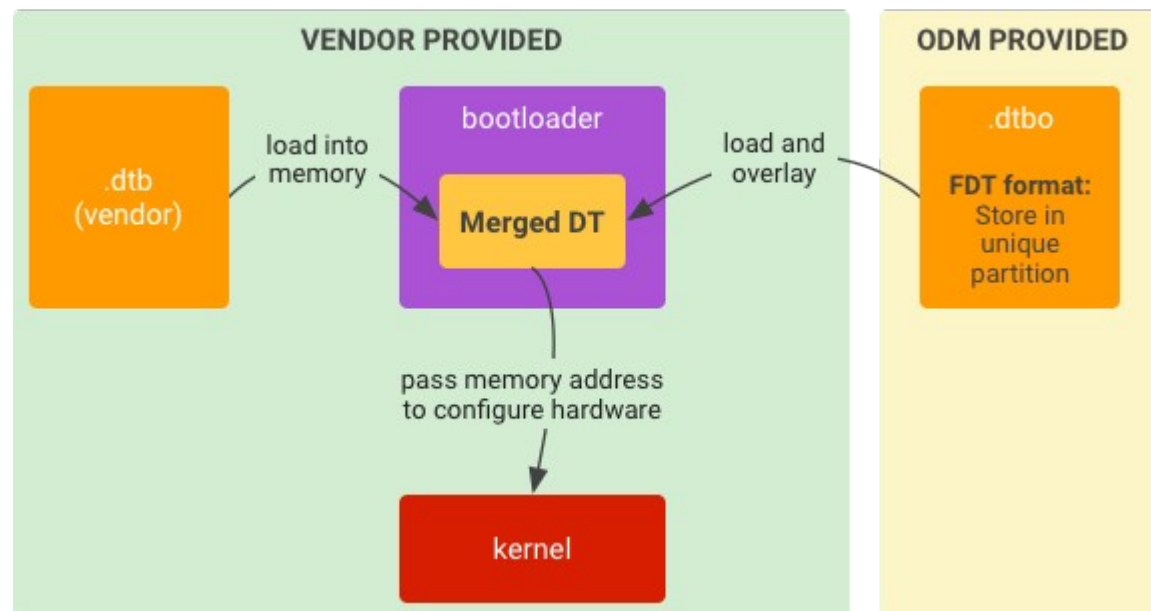 VENDOR PROVIDED
ODM PROVIDED
.dtb
(vendor)
load into
memory
bootloader
Merged DT
load and
overlay
.dtbo
FDT format:
Store in
unique
partition
pass memory address
to configure hardware
kernel